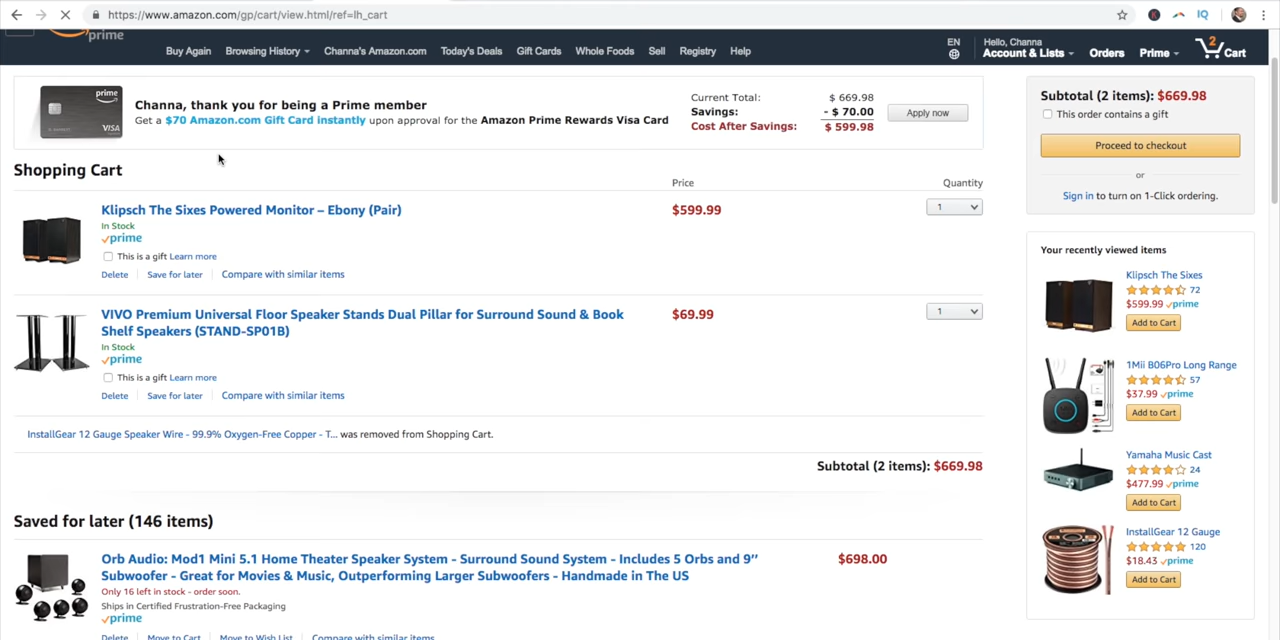 https://www.amazon.com/gp/cart/view.html/ref=lh_cart
IQ
prime
Buy Again
Browsing History
Channa's Amazon.com
Today's Deals
Gift Cards
Whole Foods
Sell
Registry
Help
EN
Hello, Channa
Account & Lists
Orders
Prime
2
Cart
prime
VISA
Channa, thank you for being a Prime member
Get a $70 Amazon.com Gift Card instantly upon approval for the Amazon Prime Rewards Visa Card
Current Total: $ 669.98
Savings: - $ 70.00
Cost After Savings: $ 599.98
Apply now
Shopping Cart
Price
Quantity
Klipsch The Sixes Powered Monitor – Ebony (Pair)
$599.99
1
In Stock
prime
This is a gift Learn more
Delete
Save for later
Compare with similar items
VIVO Premium Universal Floor Speaker Stands Dual Pillar for Surround Sound & Book
Shelf Speakers (STAND-SP01B)
$69.99
1
In Stock
prime
This is a gift Learn more
Delete
Save for later
Compare with similar items
InstallGear 12 Gauge Speaker Wire - 99.9% Oxygen-Free Copper - T... was removed from Shopping Cart.
Subtotal (2 items): $669.98
Saved for later (146 items)
Orb Audio: Mod1 Mini 5.1 Home Theater Speaker System - Surround Sound System - Includes 5 Orbs and 9″
Subwoofer - Great for Movies & Music, Outperforming Larger Subwoofers - Handmade in The US
$698.00
Only 16 left in stock - order soon.
Ships in Certified Frustration-Free Packaging
prime
Delete
Move to Cart
Move to Wish List
Compare with similar items
Subtotal (2 items): $669.98
This order contains a gift
Proceed to checkout
or
Sign in to turn on 1-Click ordering.
Your recently viewed items
Klipsch The Sixes
72
$599.99 prime
Add to Cart
1Mii B06Pro Long Range
57
$37.99 prime
Add to Cart
Yamaha Music Cast
24
$477.99 prime
Add to Cart
InstallGear 12 Gauge
120
$18.43 prime
Add to Cart